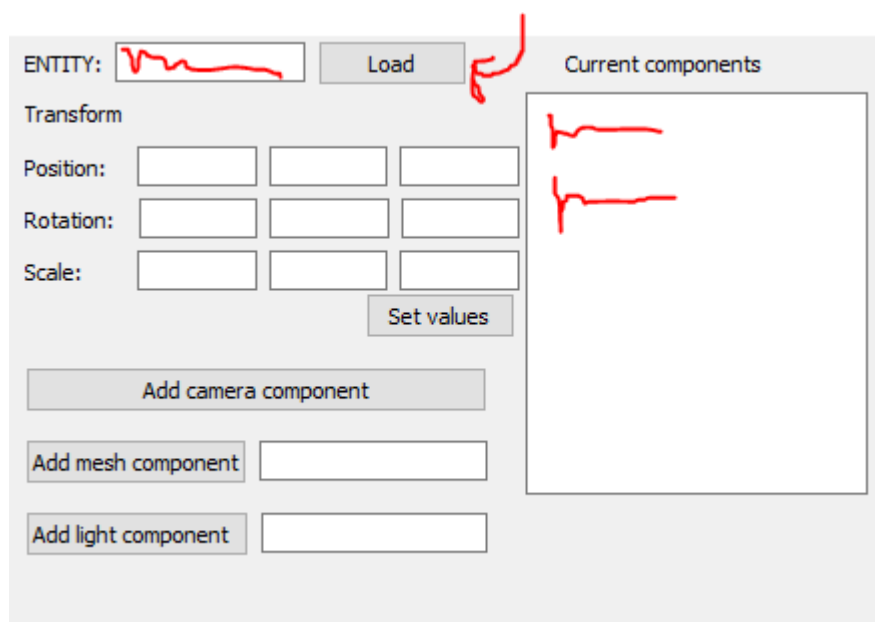 ENTITY: Load Current components
Transform
Position:
Rotation:
Scale:
Set values
Add camera component
Add mesh component
Add light component